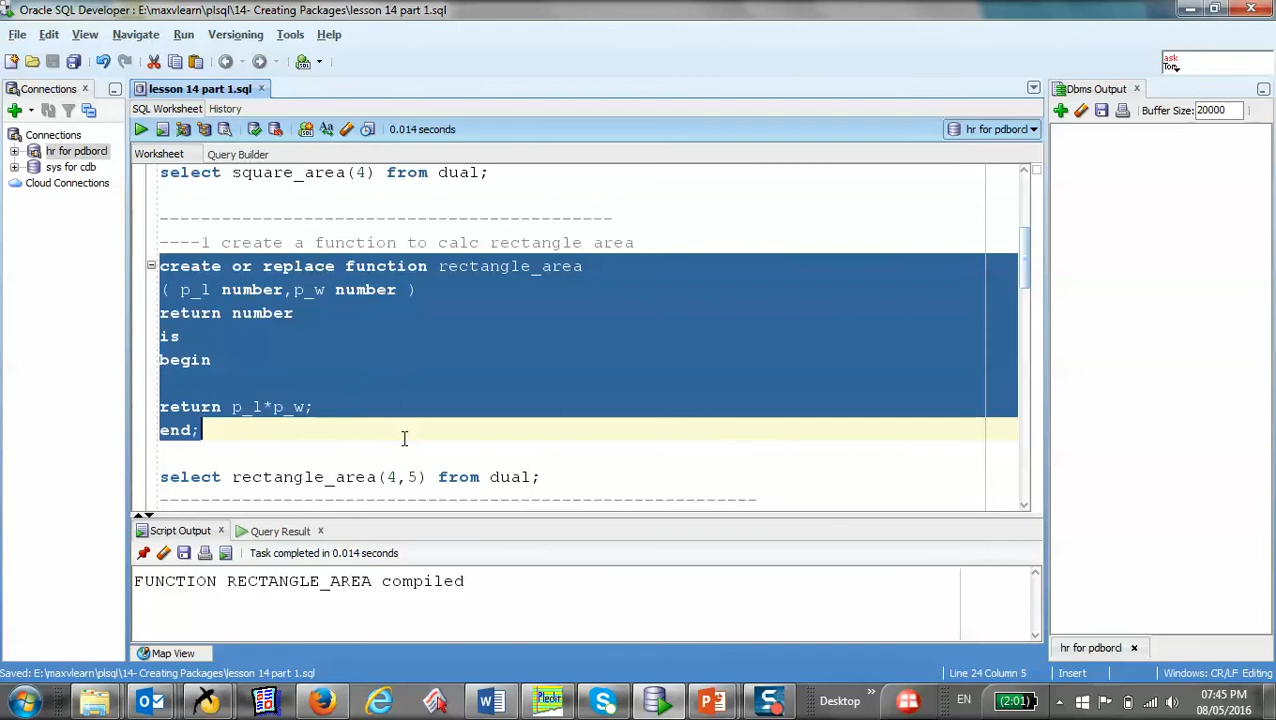 Oracle SQL Developer : E:\maxvlearn\plsql\14- Creating Packages\lesson 14 part 1.sql
File Edit View Navigate Run Versioning Tools Help
ask
Tom
Connections
lesson 14 part 1.sql
Dbms Output
SQL Worksheet History
Buffer Size: 20000
0.014 seconds
hr for pdborcl
Connections
hr for pdborcl
sys for cdb
Cloud Connections
Worksheet Query Builder
select square_area(4) from dual;
--------------------------------------------
----1 create a function to calc rectangle area
create or replace function rectangle_area
( p_l number,p_w number )
return number
is
begin
return p_l*p_w;
end;
select rectangle_area(4,5) from dual;
----------------------------------------------------------
Script Output Query Result
Task completed in 0.014 seconds
FUNCTION RECTANGLE_AREA compiled
Map View
hr for pdborcl
Saved: E:\maxvlearn\plsql\14- Creating Packages\lesson 14 part 1.sql
Line 24 Column 5 Insert Windows: CR/LF Editing
Desktop
EN
(2:01)
07:45 PM
08/05/2016